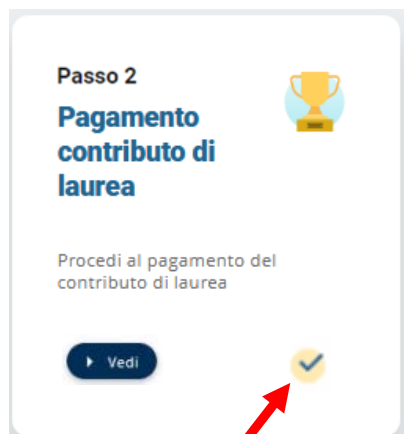 Passo 2
Pagamento
contributo di
laurea
Procedi al pagamento del
contributo di laurea
Vedi